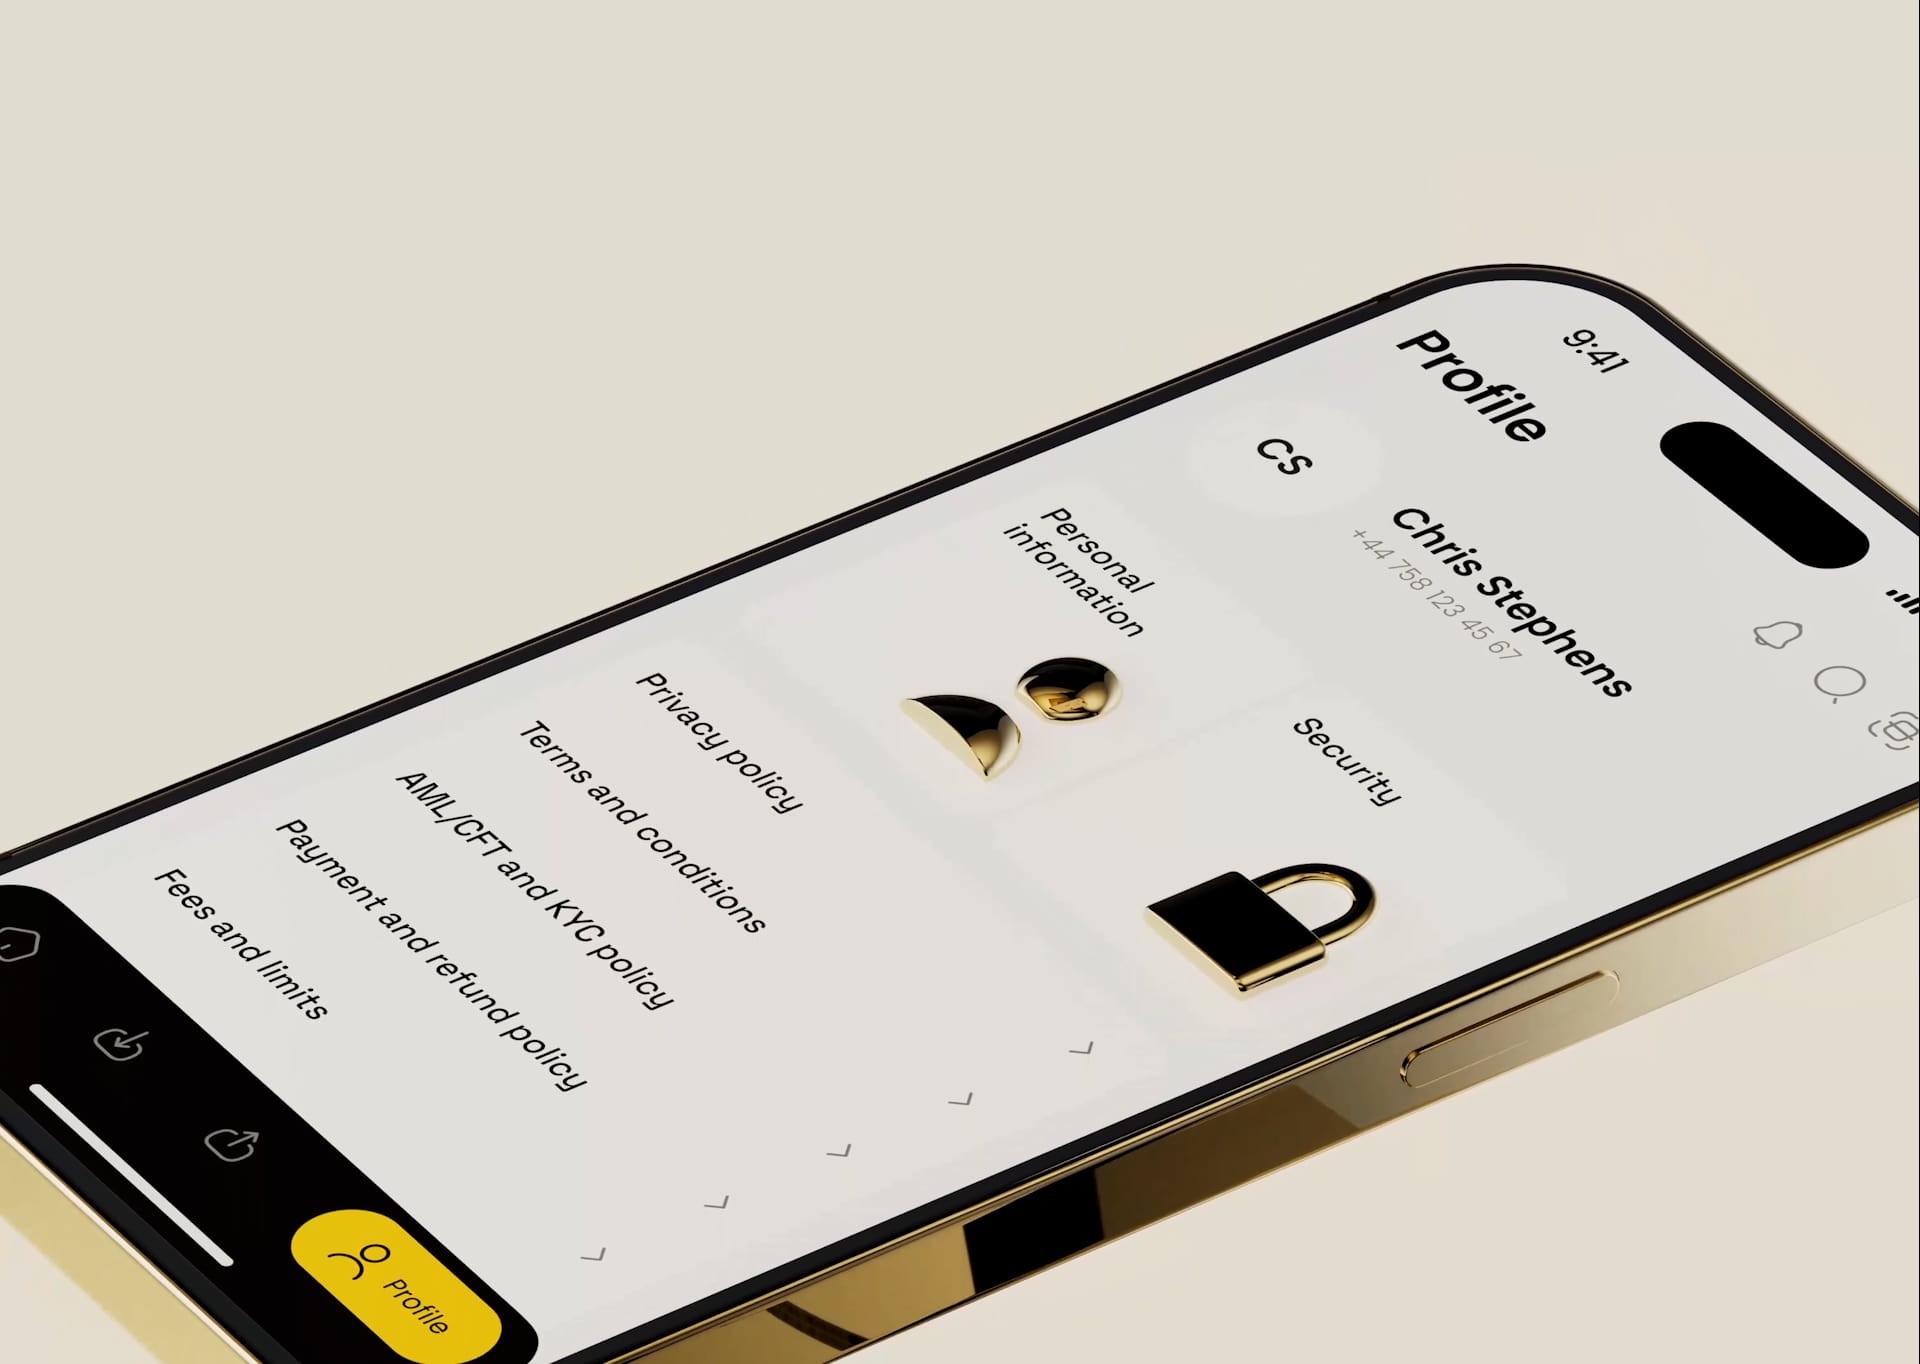 9:41
Profile
CS
Chris Stephens
+44 758 123 45 67
Personal
information
Security
Privacy policy
Terms and conditions
AML/CFT and KYC policy
Payment and refund policy
Fees and limits
Profile